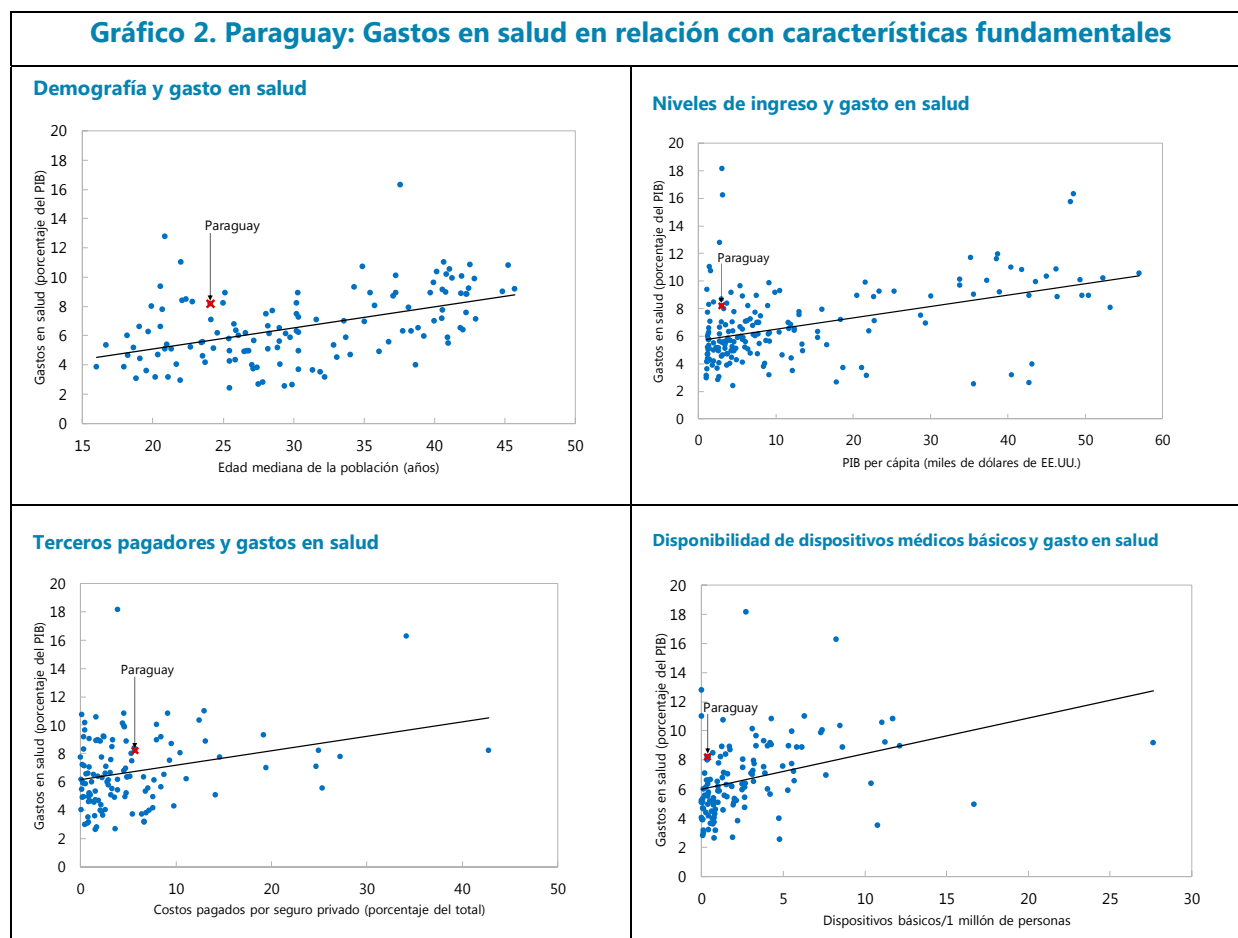 Gráfico 2. Paraguay: Gastos en salud en relación con características fundamentales
Demografía y gasto en salud
Gastos en salud (porcentaje del PIB)
20
18
16
14
12
10
8
6
4
2
0
Paraguay
15 20 25 30 35 40 45 50
Edad mediana de la población (años)
Niveles de ingreso y gasto en salud
Gastos en salud (porcentaje del PIB)
20
18
16
14
12
10
8
6
4
2
0
Paraguay
0 10 20 30 40 50 60
PIB per cápita (miles de dólares de EE.UU.)
Terceros pagadores y gastos en salud
Gastos en salud (porcentaje del PIB)
20
18
16
14
12
10
8
6
4
2
0
Paraguay
0 10 20 30 40 50
Costos pagados por seguro privado (porcentaje del total)
Disponibilidad de dispositivos médicos básicos y gasto en salud
Gastos en salud (porcentaje del PIB)
20
18
16
14
12
10
8
6
4
2
0
Paraguay
0 5 10 15 20 25 30
Dispositivos básicos/1 millón de personas